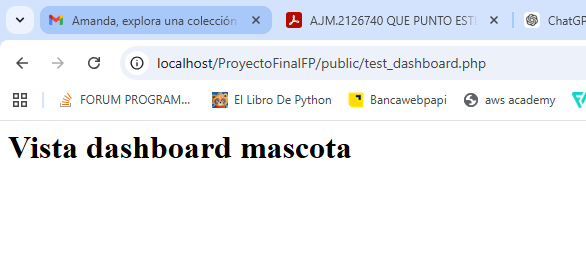 Amanda, explora una colección
AJM.2126740 QUE PUNTO EST
ChatGP
localhost/ProyectoFinalFP/public/test_dashboard.php
FORUM PROGRAM...
El Libro De Python
Bancawebpapi
aws academy
Vista dashboard mascota